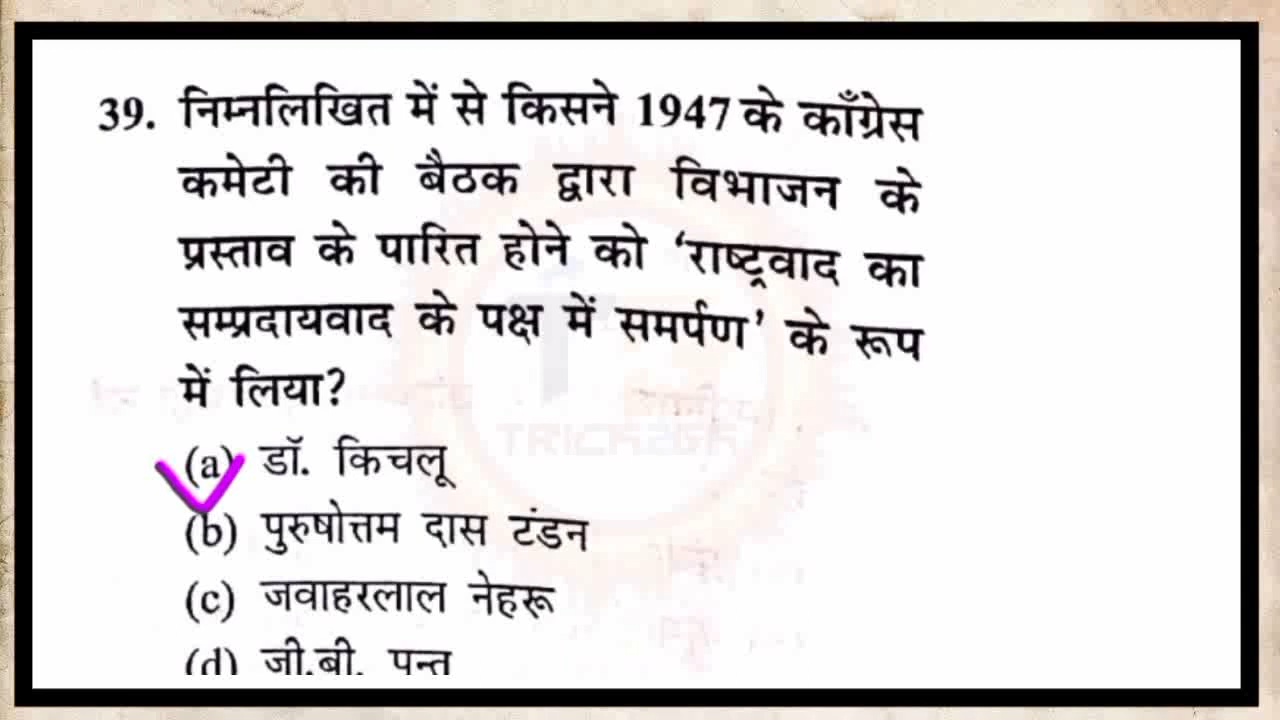 39. निम्नलिखित में से किसने 1947 के काँग्रेस
कमेटी की बैठक द्वारा विभाजन के
प्रस्ताव के पारित होने को ‘राष्ट्रवाद का
सम्प्रदायवाद के पक्ष में समर्पण’ के रूप
में लिया?
(a) डॉ. किचलू
(b) पुरुषोत्तम दास टंडन
(c) जवाहरलाल नेहरू
(d) जी.बी. पन्त